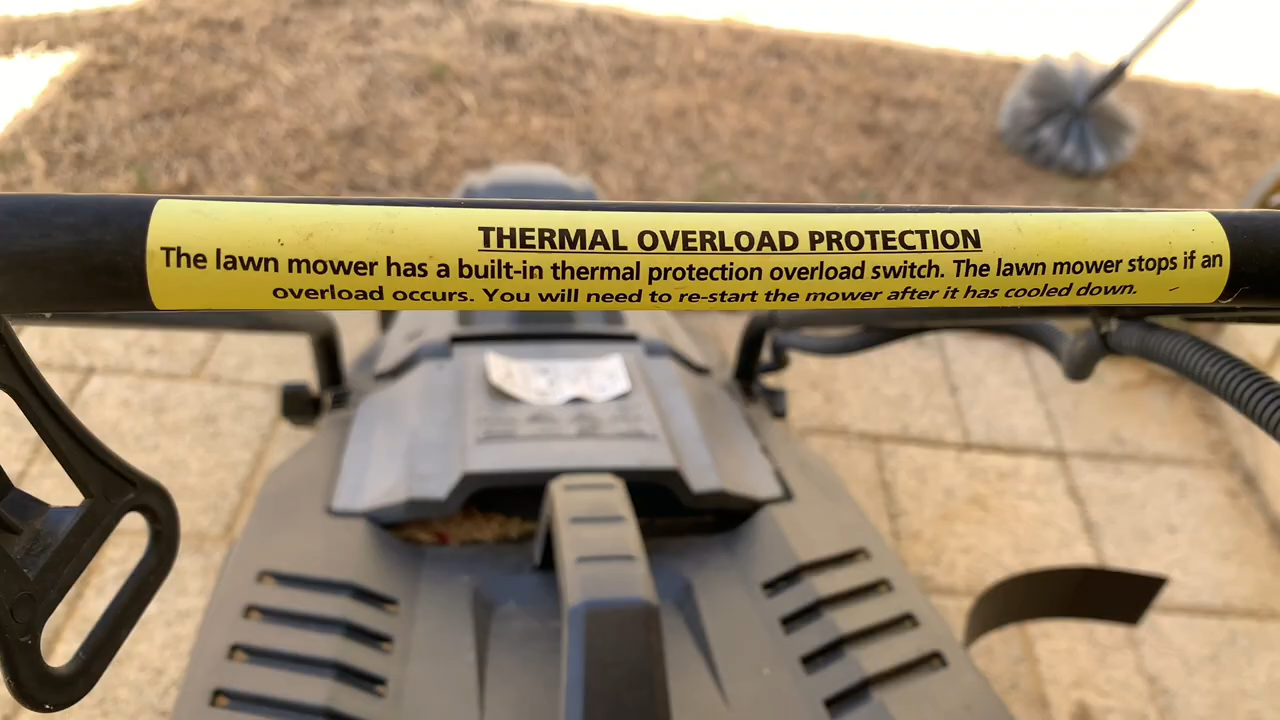 THERMAL OVERLOAD PROTECTION
The lawn mower has a built-in thermal protection overload switch. The lawn mower stops if an
overload occurs. You will need to re-start the mower after it has cooled down.